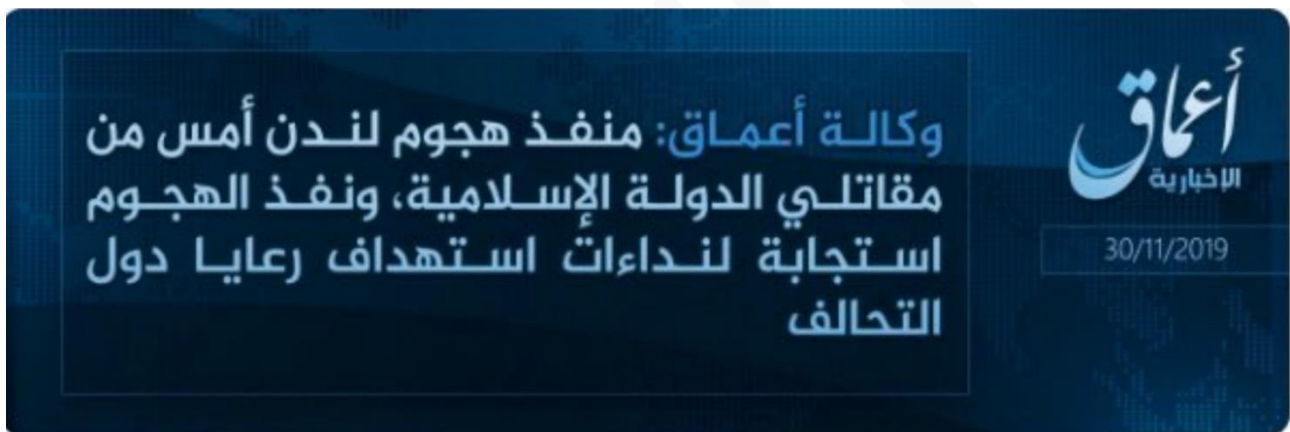 وكالة أعماق: منفذ هجوم لندن أمس من
مقاتلي الدولة الإسلامية، ونفذ الهجوم
استجابة لنداءات استهداف رعايا دول
التحالف
أعماق
الإخبارية
30/11/2019